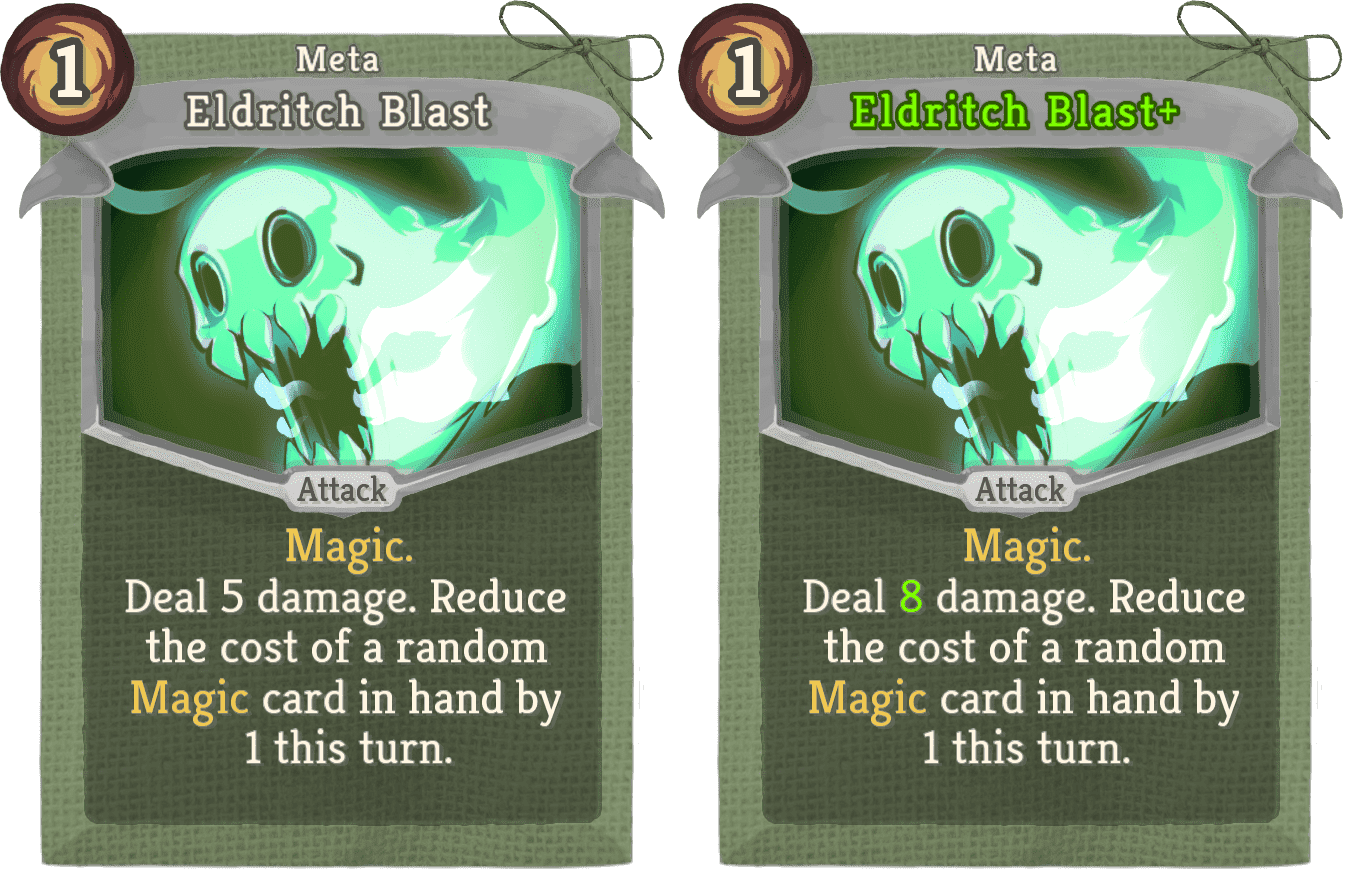 1
Meta
Eldritch Blast
Attack
Magic.
Deal 5 damage. Reduce
the cost of a random
Magic card in hand by
1 this turn.
1
Meta
Eldritch Blast+
Attack
Magic.
Deal 8 damage. Reduce
the cost of a random
Magic card in hand by
1 this turn.